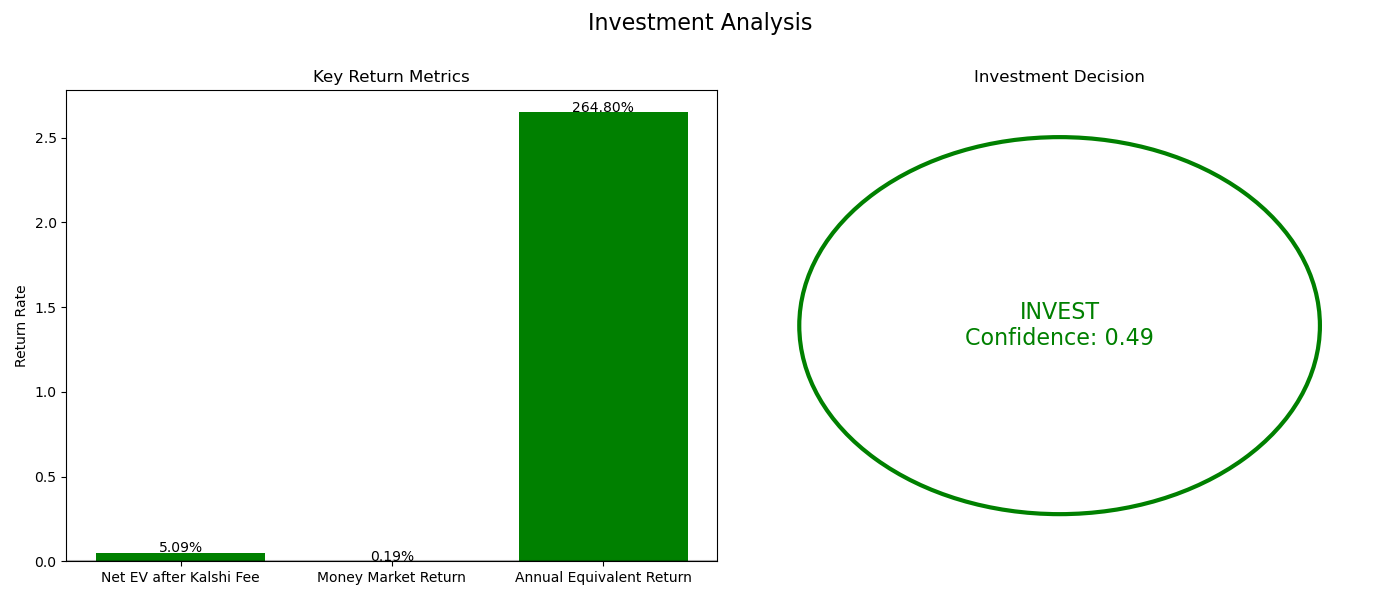 Investment Analysis
Key Return Metrics
Return Rate
2.5
2.0
1.5
1.0
0.5
0.0
5.09%
0.19%
264.80%
Net EV after Kalshi Fee
Money Market Return
Annual Equivalent Return
Investment Decision
INVEST
Confidence: 0.49